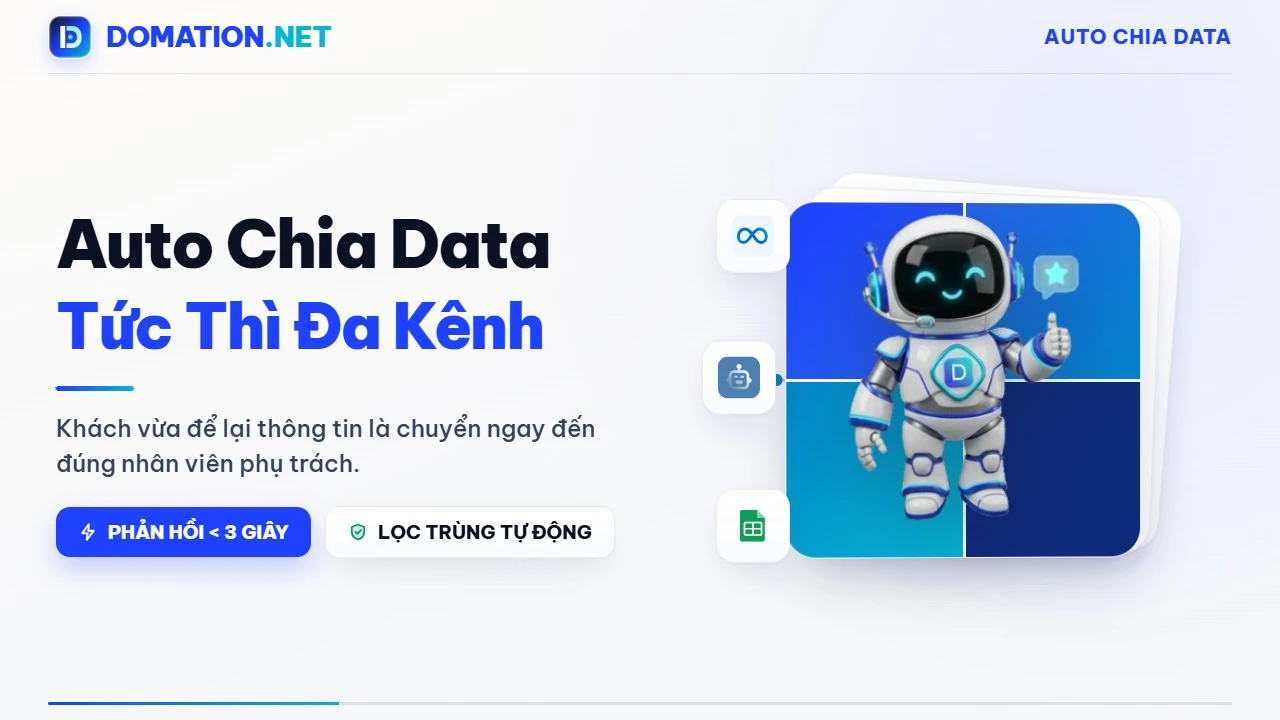 DOMATION.NET
AUTO CHIA DATA
Auto Chia Data
Tức Thì Đa Kênh
Khách vừa để lại thông tin là chuyển ngay đến
đúng nhân viên phụ trách.
PHẢN HỒI < 3 GIÂY
LỌC TRÙNG TỰ ĐỘNG
D